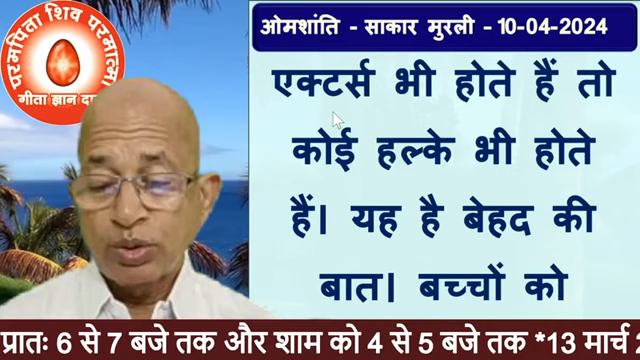 परमपिता शिव परमात्मा
गीता ज्ञान
ओमशांति - साकार मुरली - 10-04-2024
एक्टर्स भी होते हैं तो
कोई हल्के भी होते
हैं। यह है बेहद की
बात। बच्चों को
प्रातः 6 से 7 बजे तक और शाम को 4 से 5 बजे तक *13 मार्च